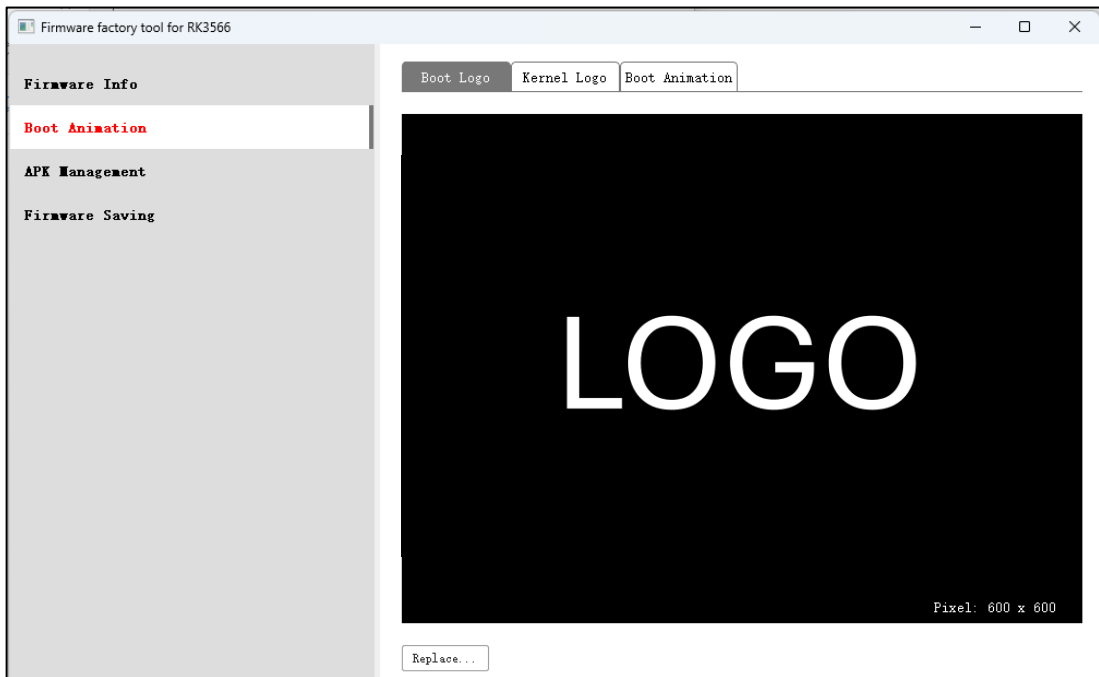 Firmware factory tool for RK3566
Firmware Info
Boot Animation
APK Management
Firmware Saving
Boot Logo Kernel Logo Boot Animation
LOGO
Pixel: 600 x 600
Replace...